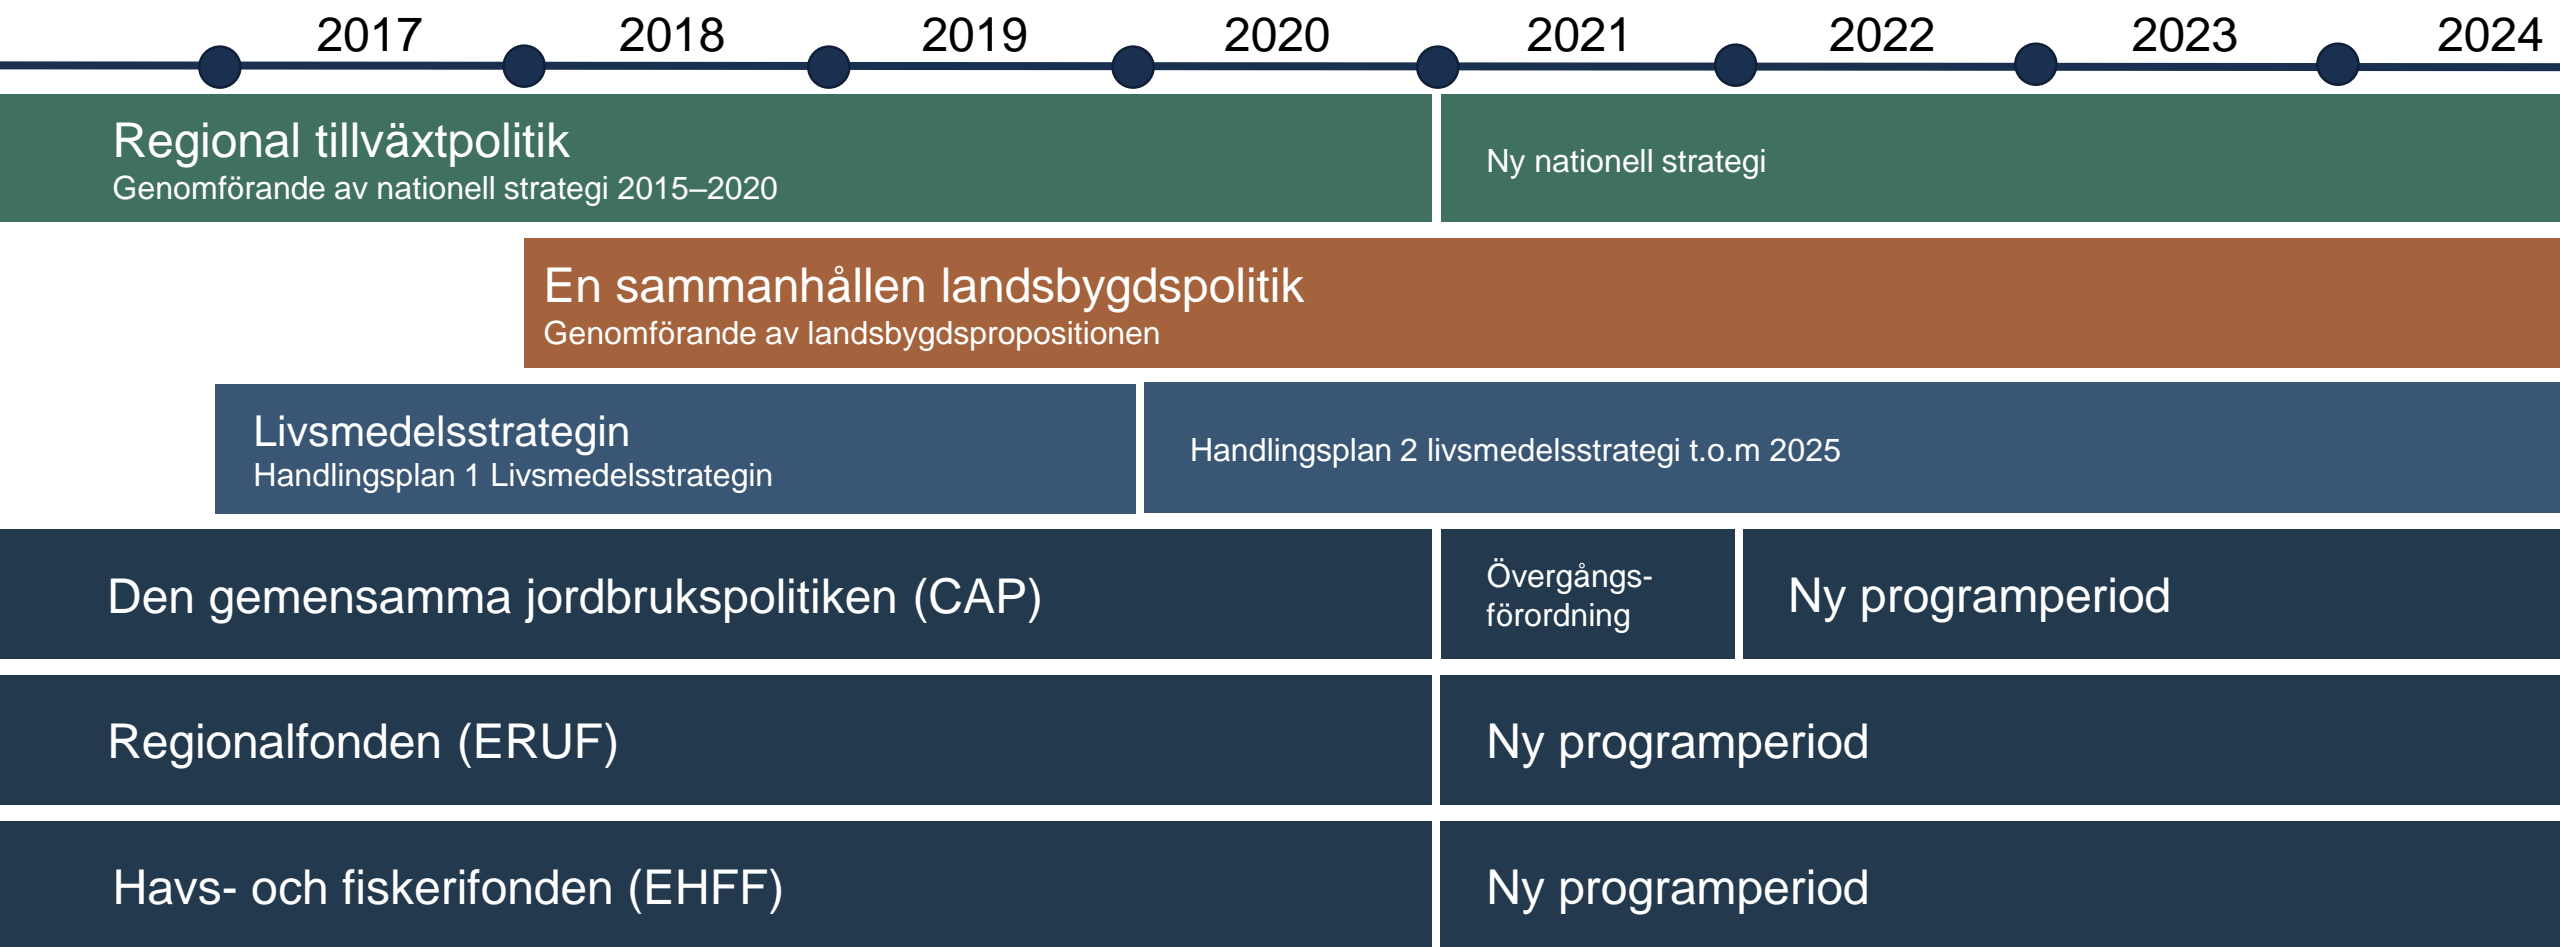 2017 2018 2019 2020 2021 2022 2023 2024
Regional tillväxtpolitik
Genomförande av nationell strategi 2015–2020
Ny nationell strategi
En sammanhållen landsbygdspolitik
Genomförande av landsbygdspropositionen
Livsmedelsstrategin
Handlingsplan 1 Livsmedelsstrategin
Handlingsplan 2 livsmedelsstrategi t.o.m 2025
Den gemensamma jordbrukspolitiken (CAP)
Övergångs-
förordning
Ny programperiod
Regionalfonden (ERUF)
Ny programperiod
Havs- och fiskerifonden (EHFF)
Ny programperiod